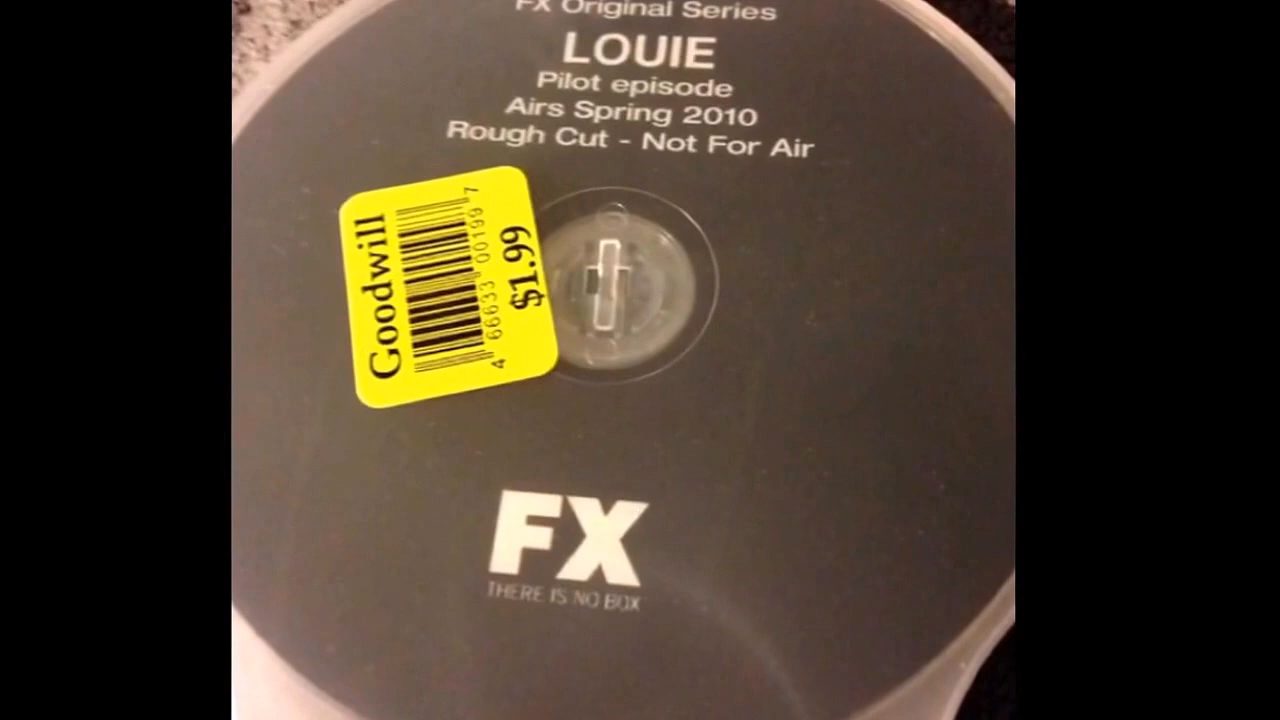 FX Original Series
LOUIE
Pilot episode
Airs Spring 2010
Rough Cut - Not For Air
Goodwill
4 66633 00199 7
$1.99
FX
THERE IS NO BOX